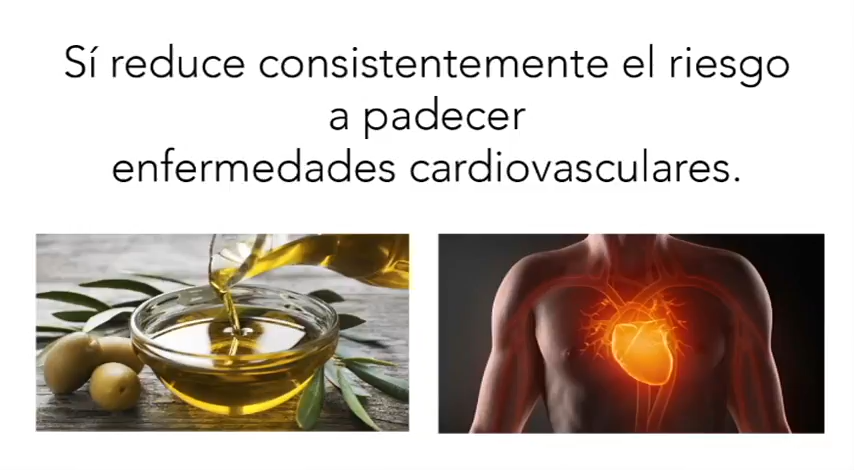 Sí reduce consistentemente el riesgo
a padecer
enfermedades cardiovasculares.